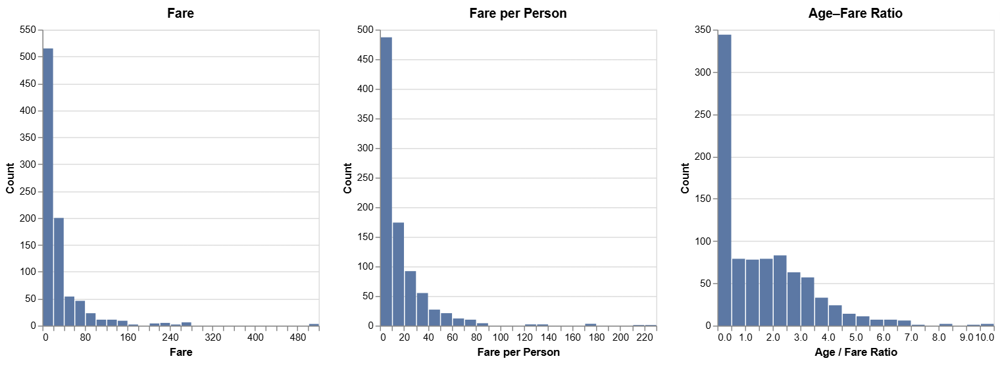 Fare
550
500
450
400
350
300
250
200
150
100
50
0
Count
0 80 160 240 320 400 480
Fare
Fare per Person
500
450
400
350
300
250
200
150
100
50
0
Count
0 20 40 60 80 100 120 140 160 180 200 220
Fare per Person
Age–Fare Ratio
350
300
250
200
150
100
50
0
Count
0.0 1.0 2.0 3.0 4.0 5.0 6.0 7.0 8.0 9.0 10.0
Age / Fare Ratio